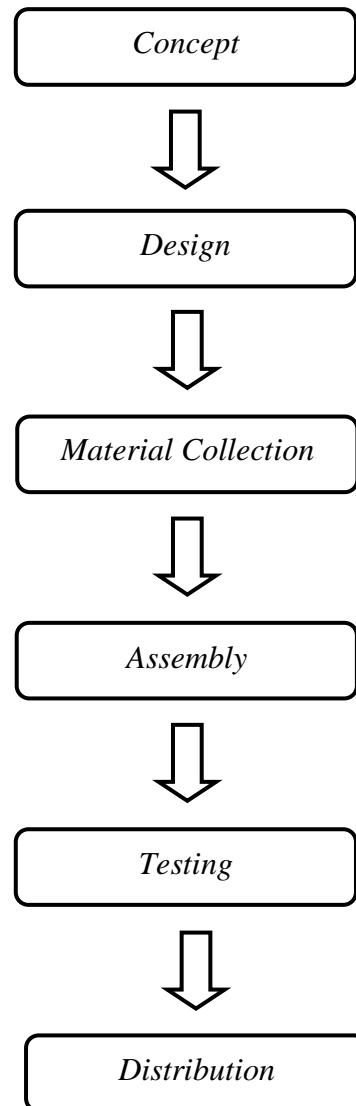 Concept
Design
Material Collection
Assembly
Testing
Distribution